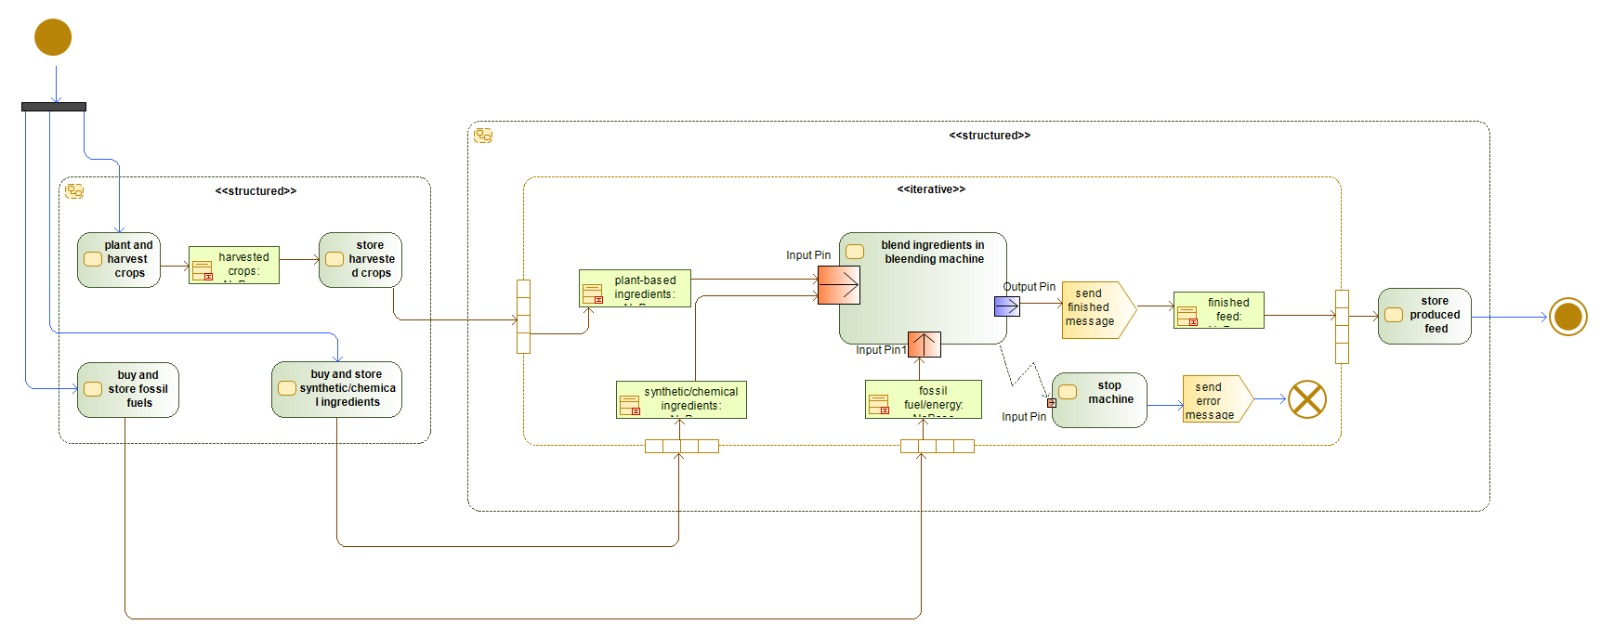 <<structured>>
plant and
harvest
crops
harvested
crops:
store
harveste
d crops
buy and
store fossil
fuels
buy and store
synthetic/chemica
l ingredients
<<structured>>
<<iterative>>
plant-based
ingredients:
synthetic/chemical
ingredients:
Input Pin
blend ingredients in
bleending machine
Output Pin
Input Pin1
fossil
fuel/energy:
send
finished
message
finished
feed:
Input Pin
stop
machine
send
error
message
store
produced
feed